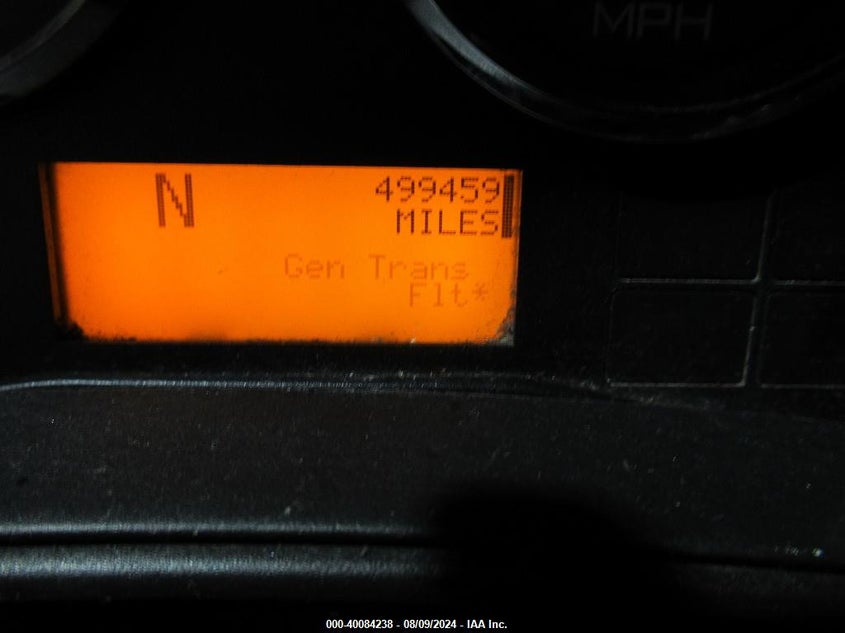 MPH
N
499459
MILES
Gen Trans
Flt*
000-40084238 - 08/09/2024 - IAA Inc.